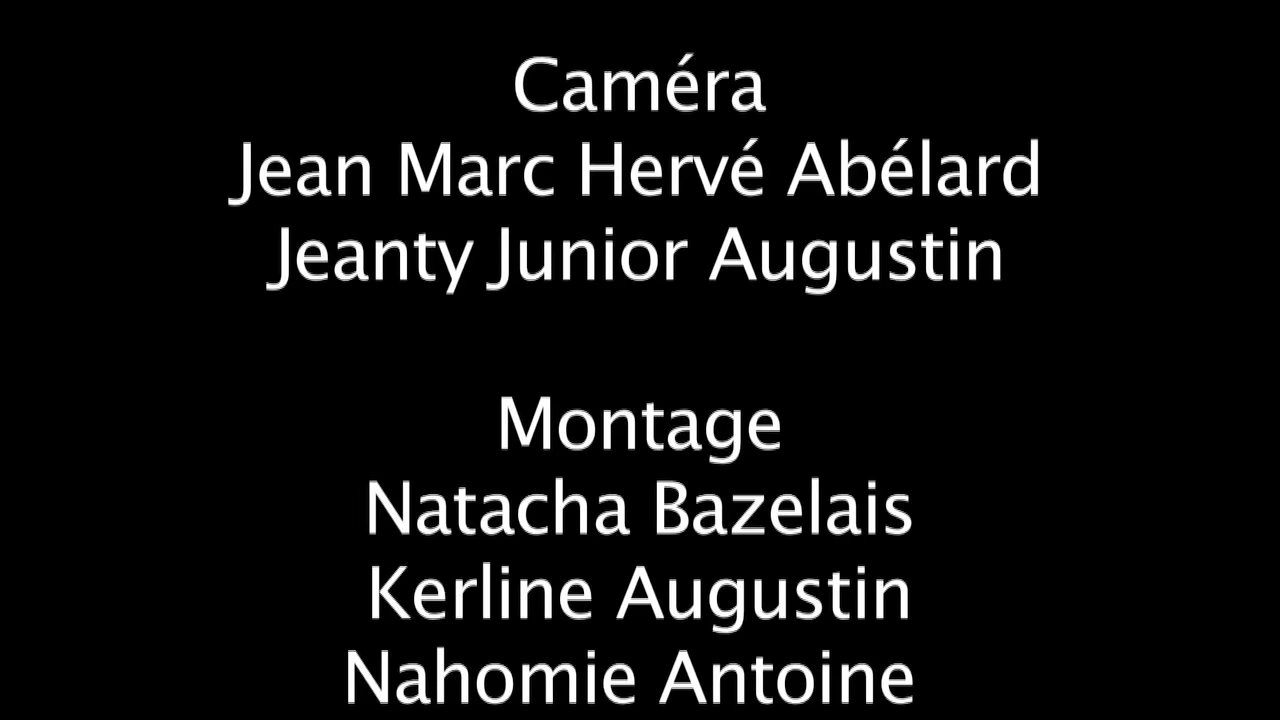 Caméra
Jean Marc Hervé Abélard
Jeanty Junior Augustin
Montage
Natacha Bazelais
Kerline Augustin
Nahomie Antoine